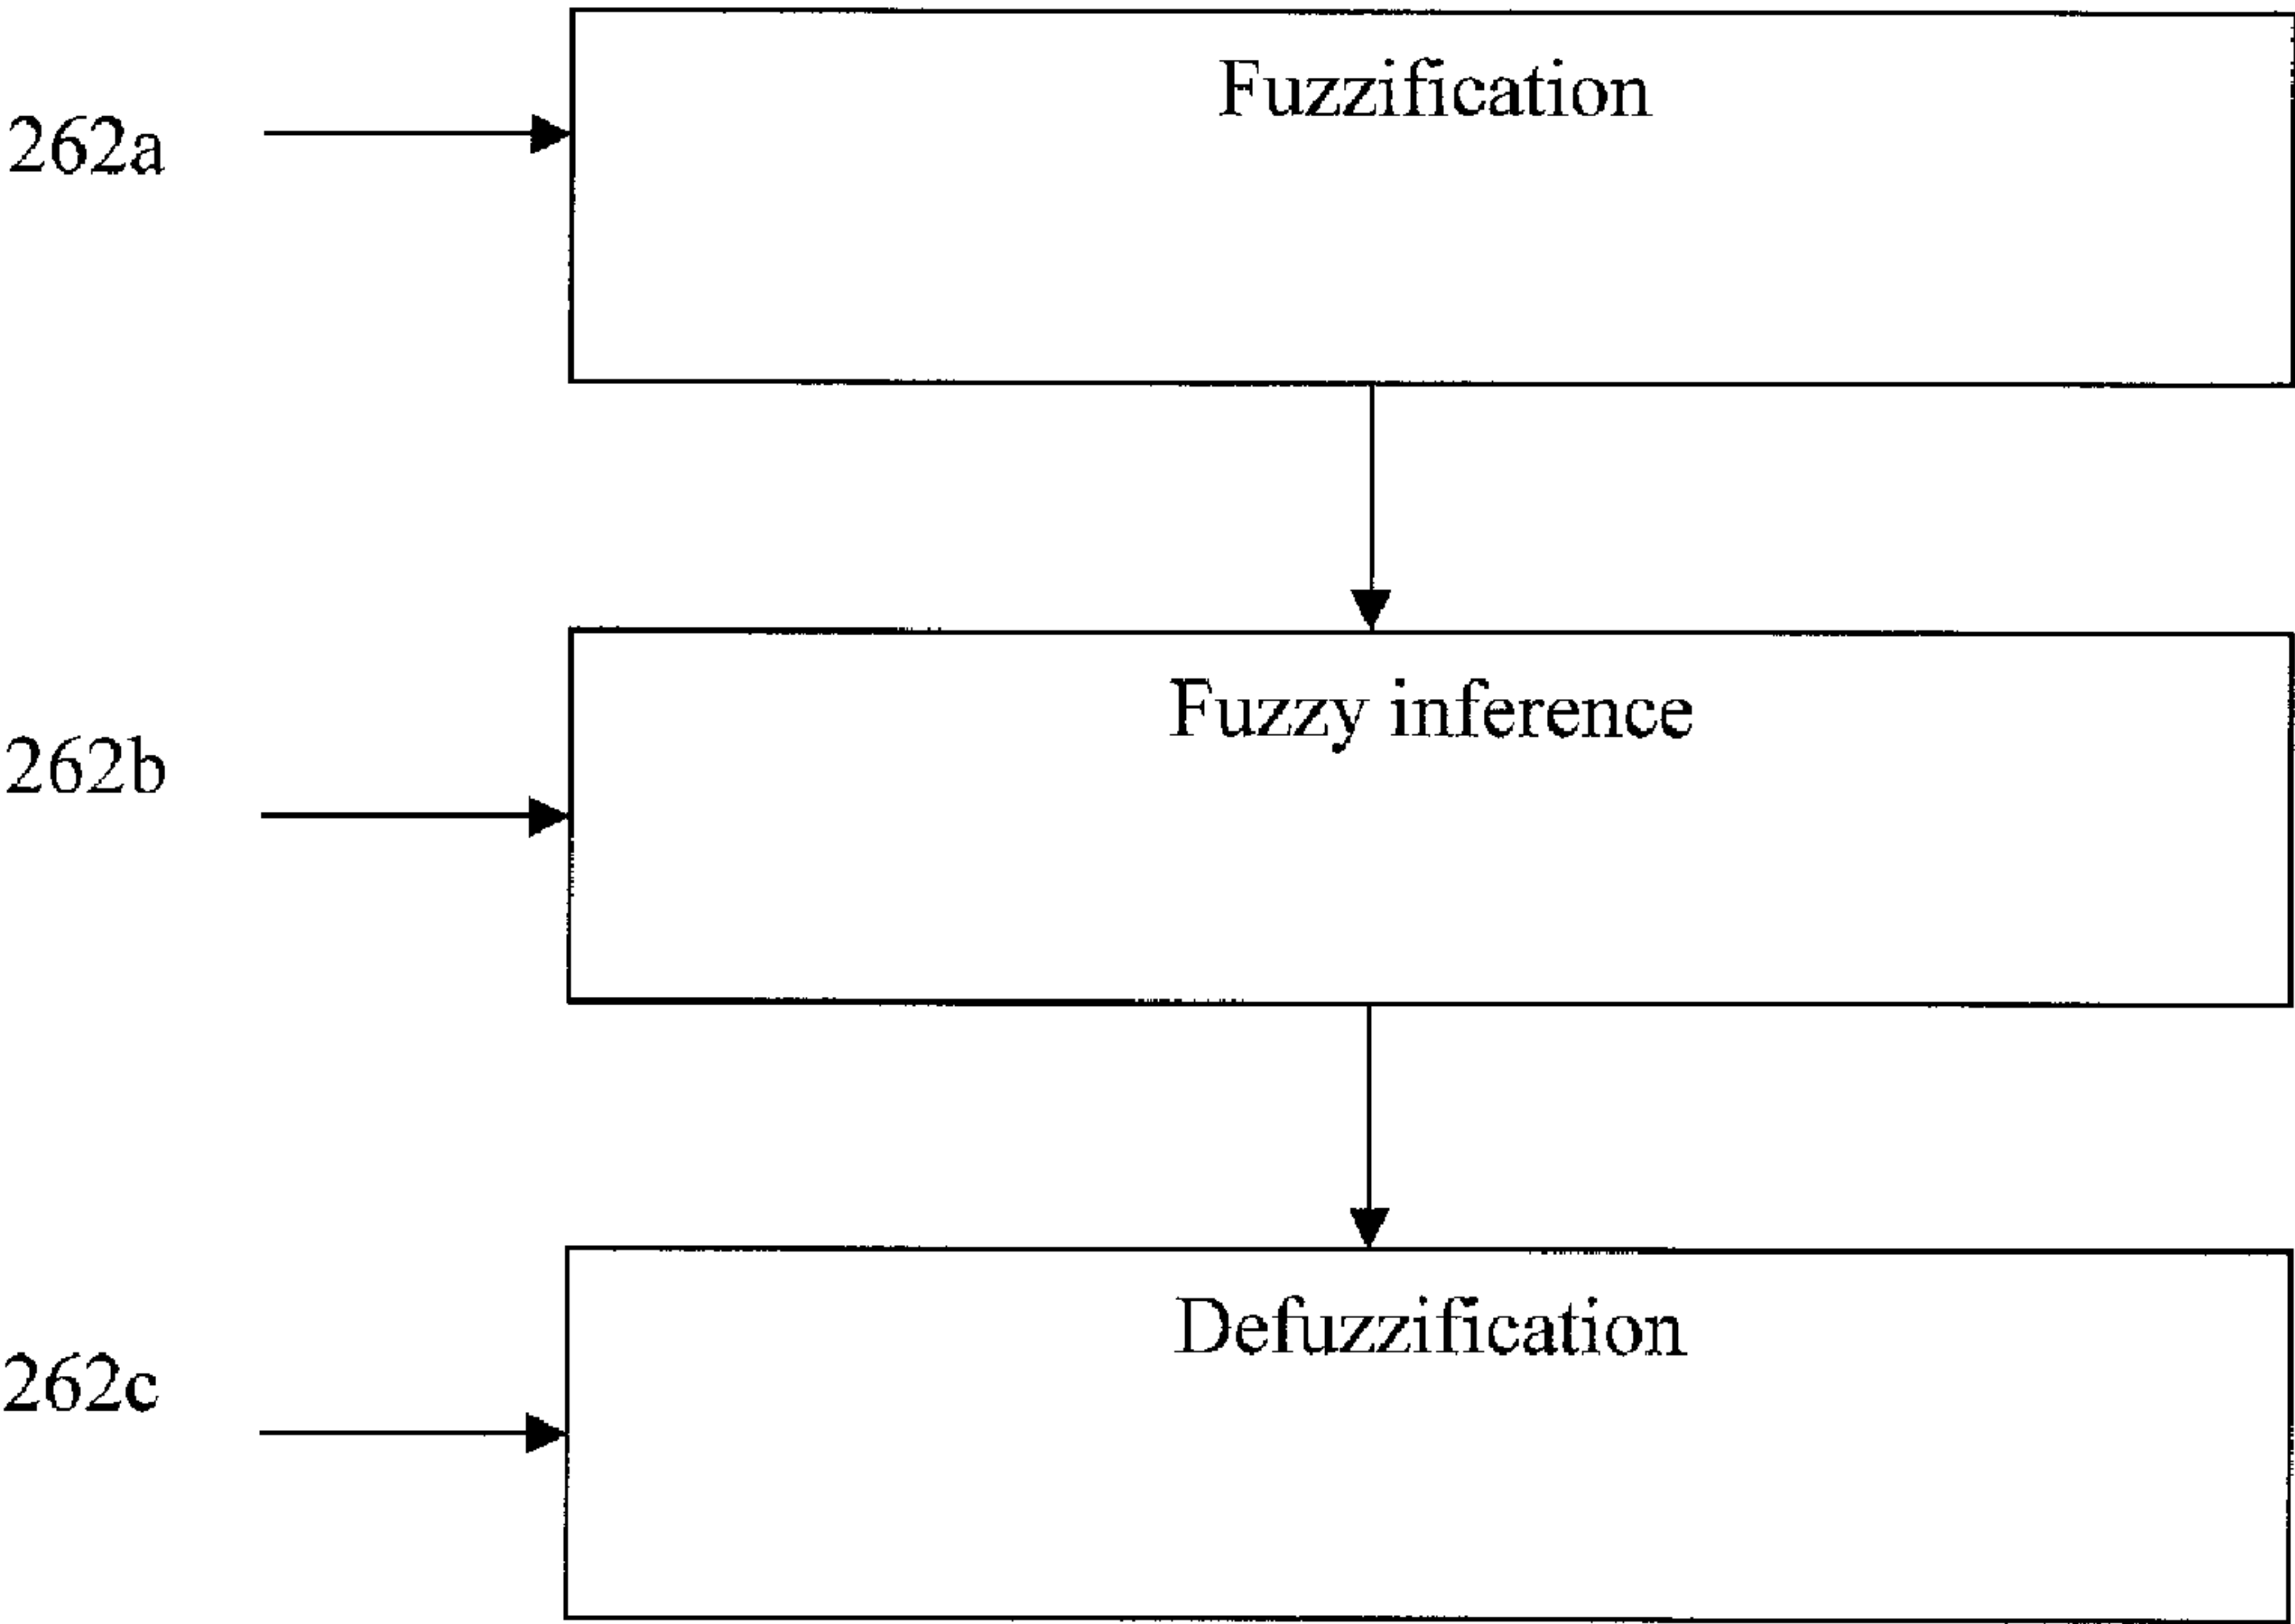 Fuzzification
262a
Fuzzy inference
262b
Defuzzification
262c